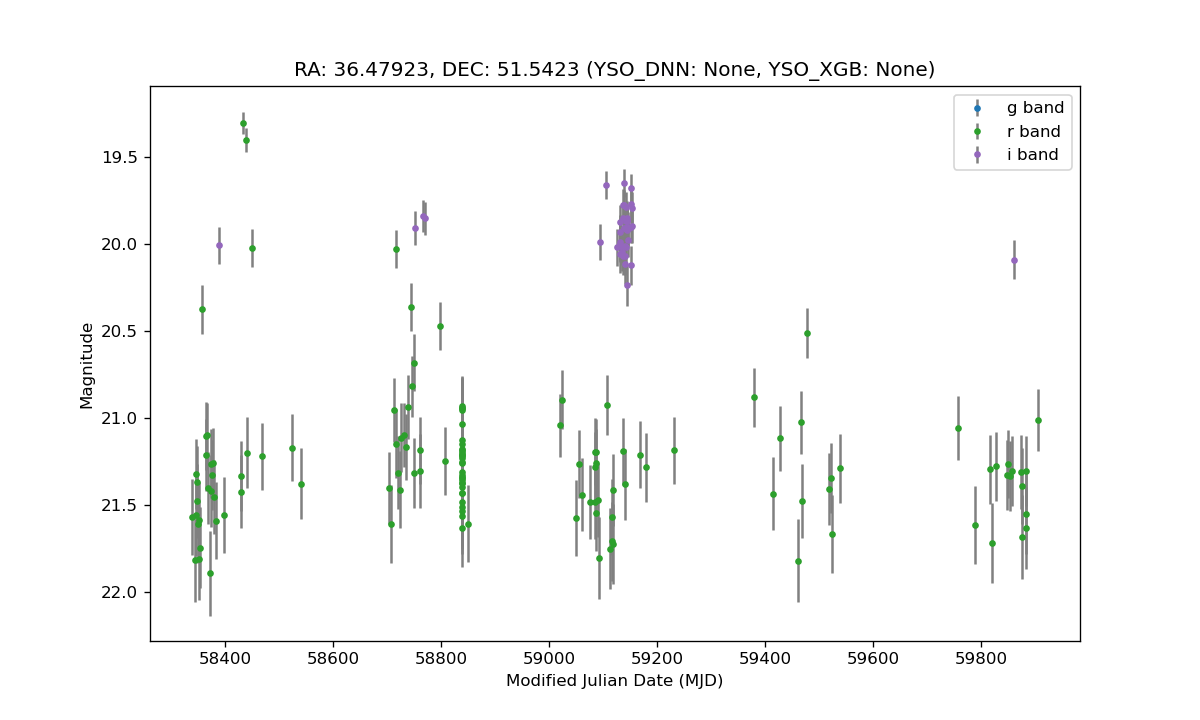 RA: 36.47923, DEC: 51.5423 (YSO_DNN: None, YSO_XGB: None)
g band
r band
i band
19.5
20.0
20.5
21.0
21.5
22.0
Magnitude
58400 58600 58800 59000 59200 59400 59600 59800
Modified Julian Date (MJD)